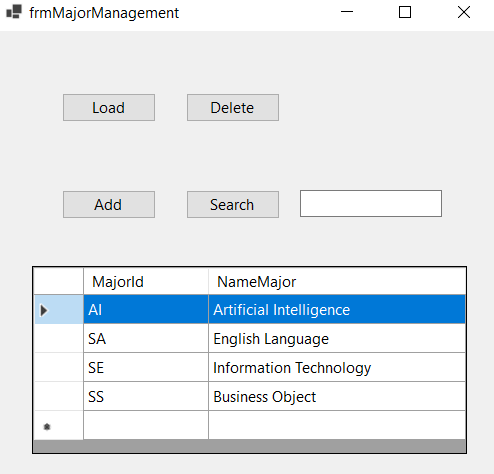 frmMajorManagement
Load Delete
Add Search
MajorId NameMajor
AI Artificial Intelligence
SA English Language
SE Information Technology
SS Business Object